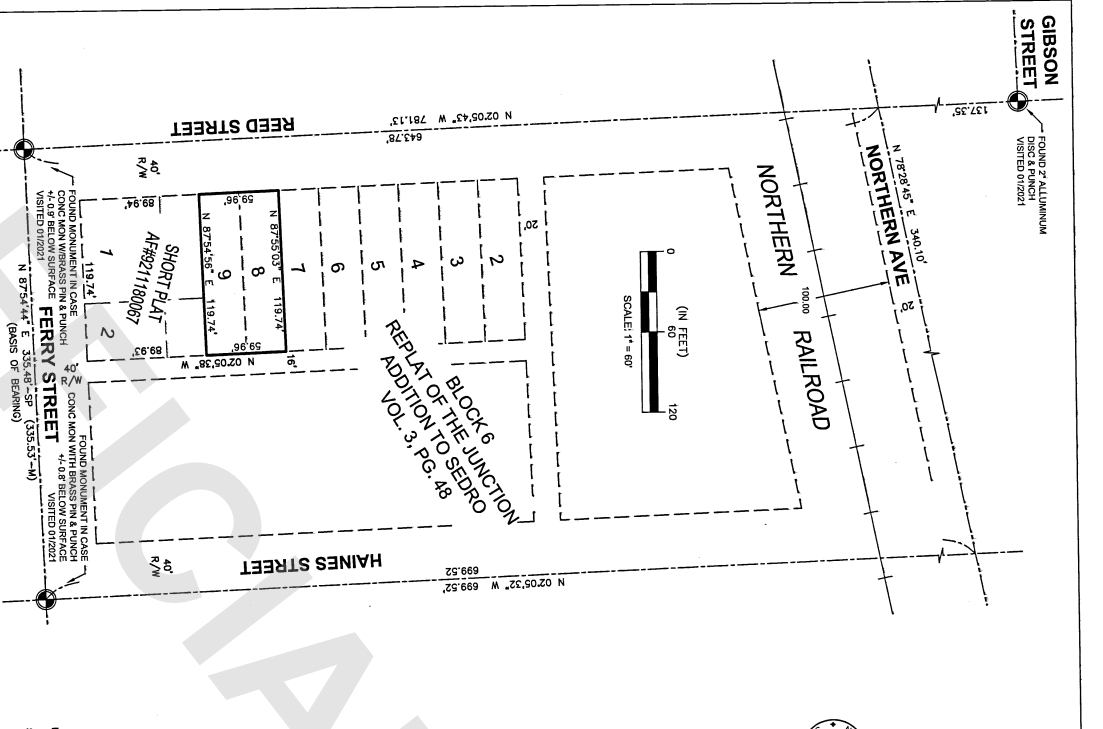 GIBSON
STREET
FOUND 2" ALLUMINUM
DISC & PUNCH
VISITED 01/2021
137.35'
N 78°28'45" E 340.10'
NORTHERN AVE
20'
NORTHERN RAILROAD
100.00
N 02°05'43" W 781.13'
643.78'
REED STREET
0 60 120
(IN FEET)
SCALE: 1" = 60'
20'
2
3
4
5
6
7
8
9
N 87°55'03" E 119.74'
59.96'
59.96'
N 87°54'56" E 119.74'
N 02°05'38" W
16'
BLOCK 6
REPLAT OF THE JUNCTION
ADDITION TO SEDRO
VOL. 3, PG. 48
40'
R/W
89.94'
SHORT PLAT
AF#9211180067
89.93'
1
2
119.74'
HAINES STREET
699.52
N 02°05'32" W 699.52'
40'
R/W
FOUND MONUMENT IN CASE
CONC MON W/BRASS PIN & PUNCH
+/-0.9' BELOW SURFACE
VISITED 01/2021
FERRY STREET
40'
R/W
N 87°54'44" E 335.48'-SP (335.53'-M)
(BASIS OF BEARING)
FOUND MONUMENT IN CASE
CONC MON WITH BRASS PIN & PUNCH
+/-0.8' BELOW SURFACE
VISITED 01/2021